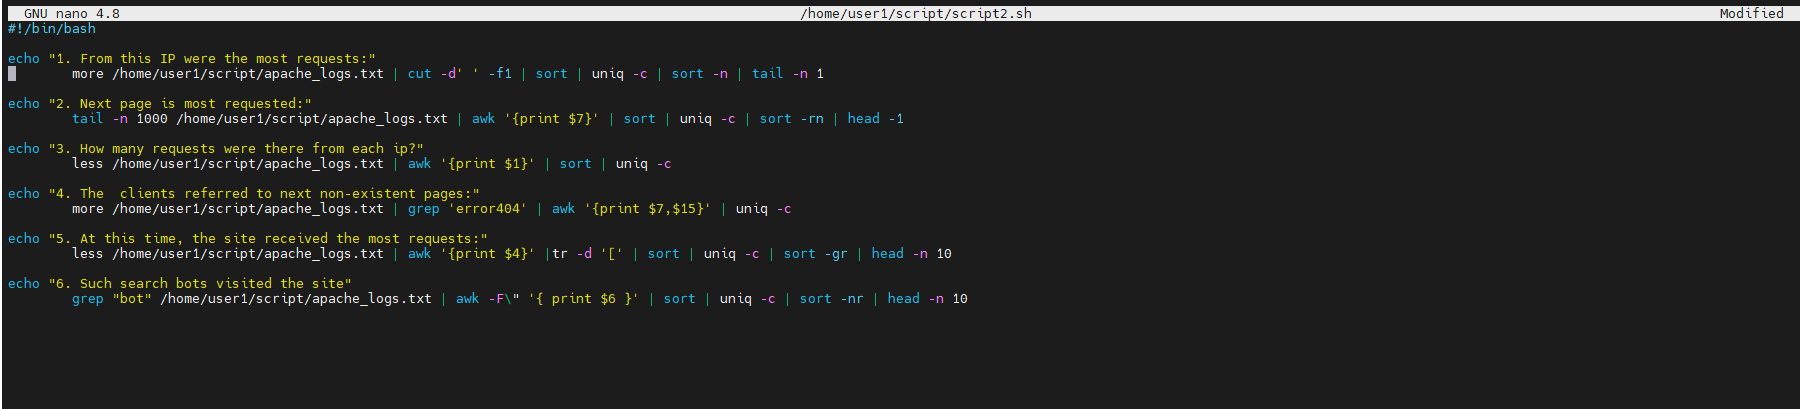 GNU nano 4.8 /home/user1/script/script2.sh Modified
#!/bin/bash
echo "1. From this IP were the most requests:"
more /home/user1/script/apache_logs.txt | cut -d' ' -f1 | sort | uniq -c | sort -n | tail -n 1
echo "2. Next page is most requested:"
tail -n 1000 /home/user1/script/apache_logs.txt | awk '{print $7}' | sort | uniq -c | sort -rn | head -1
echo "3. How many requests were there from each ip?"
less /home/user1/script/apache_logs.txt | awk '{print $1}' | sort | uniq -c
echo "4. The  clients referred to next non-existent pages:"
more /home/user1/script/apache_logs.txt | grep 'error404' | awk '{print $7,$15}' | uniq -c
echo "5. At this time, the site received the most requests:"
less /home/user1/script/apache_logs.txt | awk '{print $4}' |tr -d '[' | sort | uniq -c | sort -gr | head -n 10
echo "6. Such search bots visited the site"
grep "bot" /home/user1/script/apache_logs.txt | awk -F\" '{ print $6 }' | sort | uniq -c | sort -nr | head -n 10